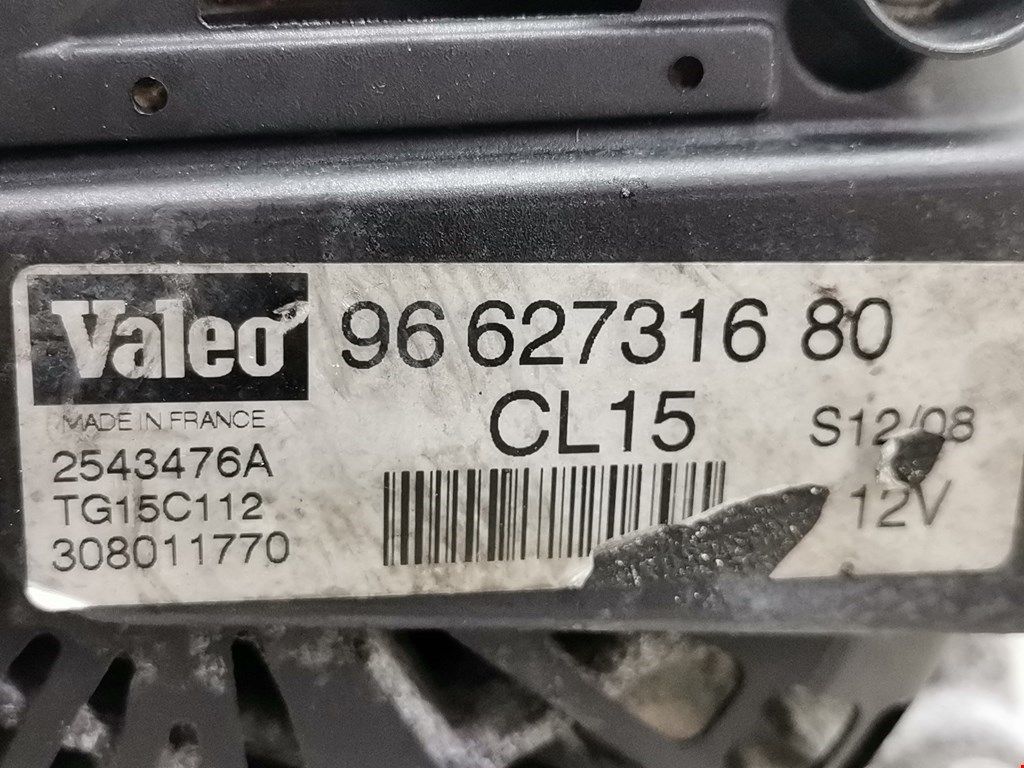 Valeo
96 627316 80
MADE IN FRANCE
CL15
S12/08
2543476A
TG15C112
12V
308011770